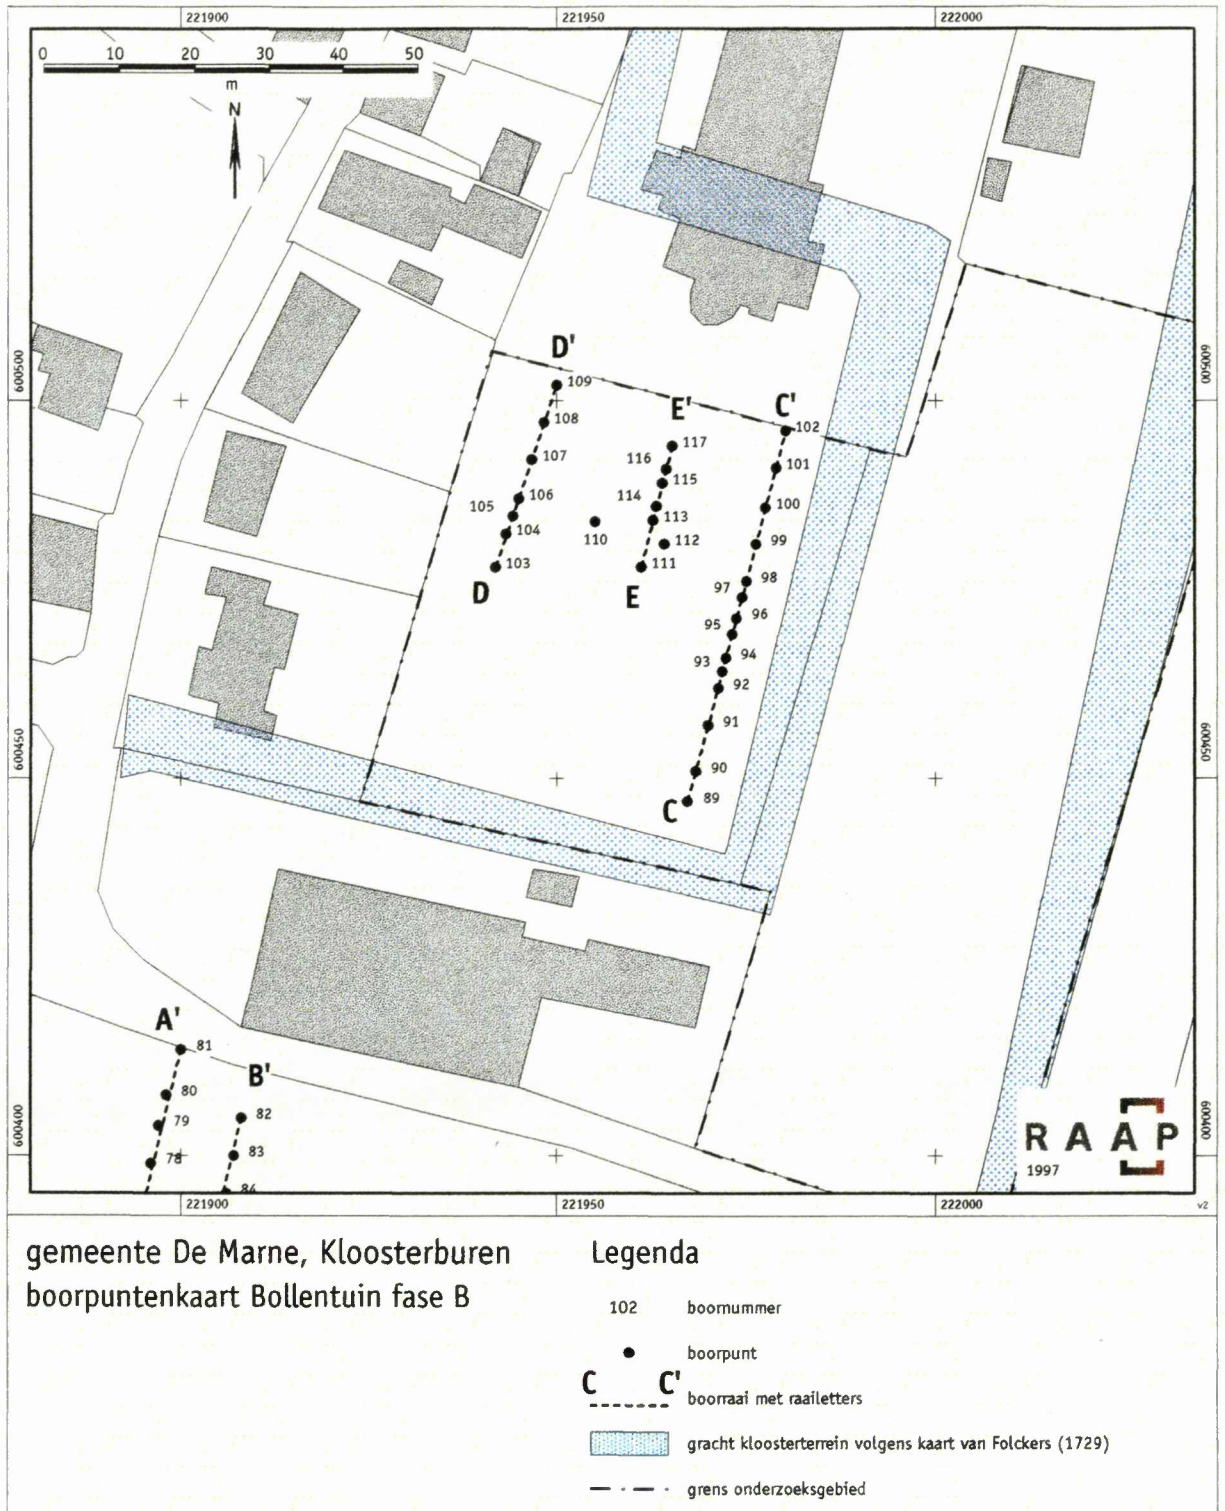 221900 221950 222000
0 10 20 30 40 50
m
N
600500 600500
D'
109
108
E'
C'
102
117
107
116
101
115
106
114
100
105
113
104
110
112
99
103
111
D
E
98
97
96
95
94
93
92
91
600450 600450
90
89
C
A'
81
B'
80
82
79
600400 600400
83
78
84
RAAP
1997
221900 221950 222000
v2
gemeente De Marne, Kloosterburen
boorpuntenkaart Bollentuin fase B
Legenda
102 boornummer
boorpunt
C C' boorraai met raailetters
gracht kloosterterrein volgens kaart van Folckers (1729)
grens onderzoeksgebied